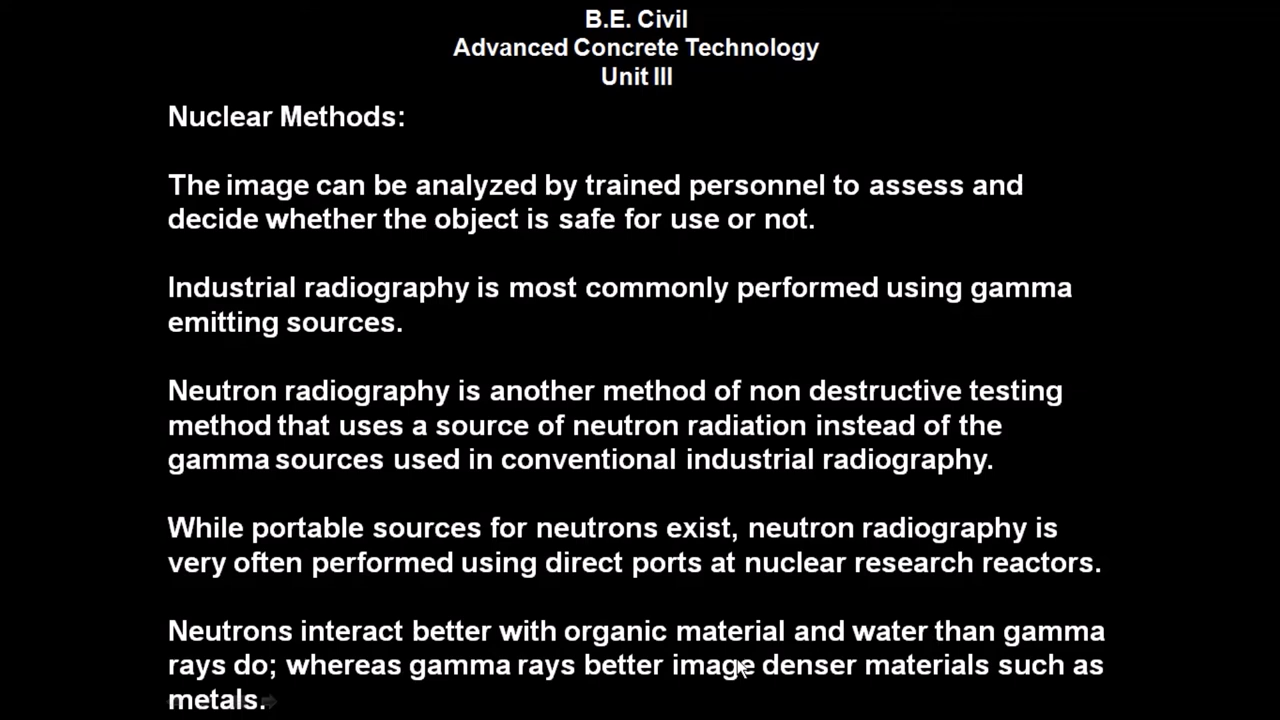 B.E. Civil
Advanced Concrete Technology
Unit III
Nuclear Methods:
The image can be analyzed by trained personnel to assess and
decide whether the object is safe for use or not.
Industrial radiography is most commonly performed using gamma
emitting sources.
Neutron radiography is another method of non destructive testing
method that uses a source of neutron radiation instead of the
gamma sources used in conventional industrial radiography.
While portable sources for neutrons exist, neutron radiography is
very often performed using direct ports at nuclear research reactors.
Neutrons interact better with organic material and water than gamma
rays do; whereas gamma rays better image denser materials such as
metals.